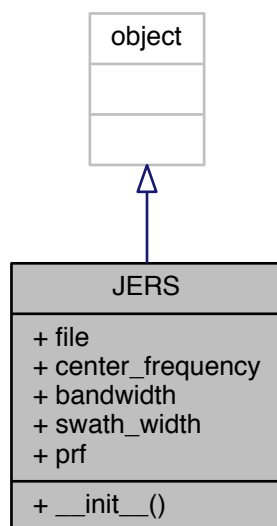 object
JERS
+ file
+ center_frequency
+ bandwidth
+ swath_width
+ prf
+ __init__()